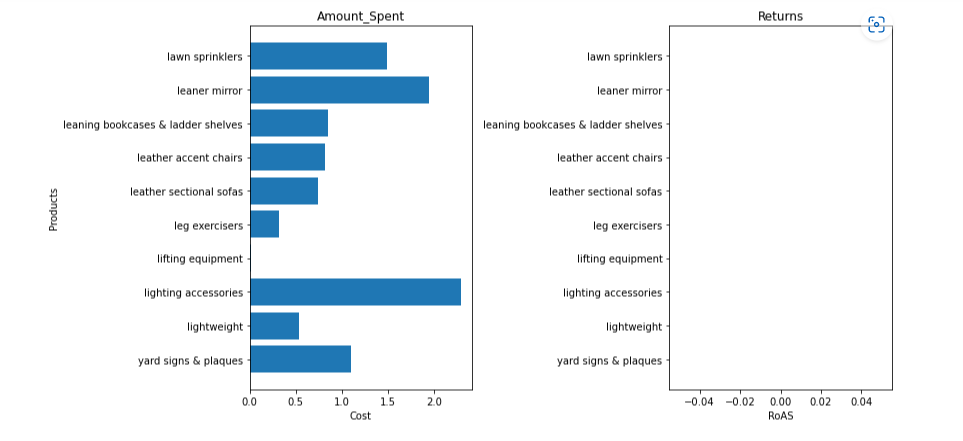 Amount_Spent
lawn sprinklers
leaner mirror
leaning bookcases & ladder shelves
leather accent chairs
leather sectional sofas
leg exercisers
lifting equipment
lighting accessories
lightweight
yard signs & plaques
Products
0.0 0.5 1.0 1.5 2.0
Cost
Returns
lawn sprinklers
leaner mirror
leaning bookcases & ladder shelves
leather accent chairs
leather sectional sofas
leg exercisers
lifting equipment
lighting accessories
lightweight
yard signs & plaques
−0.04 −0.02 0.00 0.02 0.04
RoAS